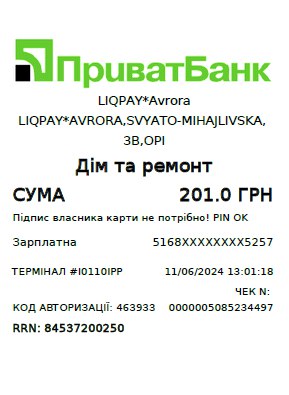 ПриватБанк
LIQPAY*Avrora
LIQPAY*AVRORA,SVYATO-MIHAJLIVSKA,
3B,OPI
Дім та ремонт
СУМА 201.0 ГРН
Підпис власника карти не потрібно! PIN OK
Зарплатна 5168XXXXXXXX5257
ТЕРМІНАЛ #I0110IPP 11/06/2024 13:01:18
ЧЕК N:
КОД АВТОРИЗАЦІЇ: 463933 0000005085234497
RRN: 84537200250